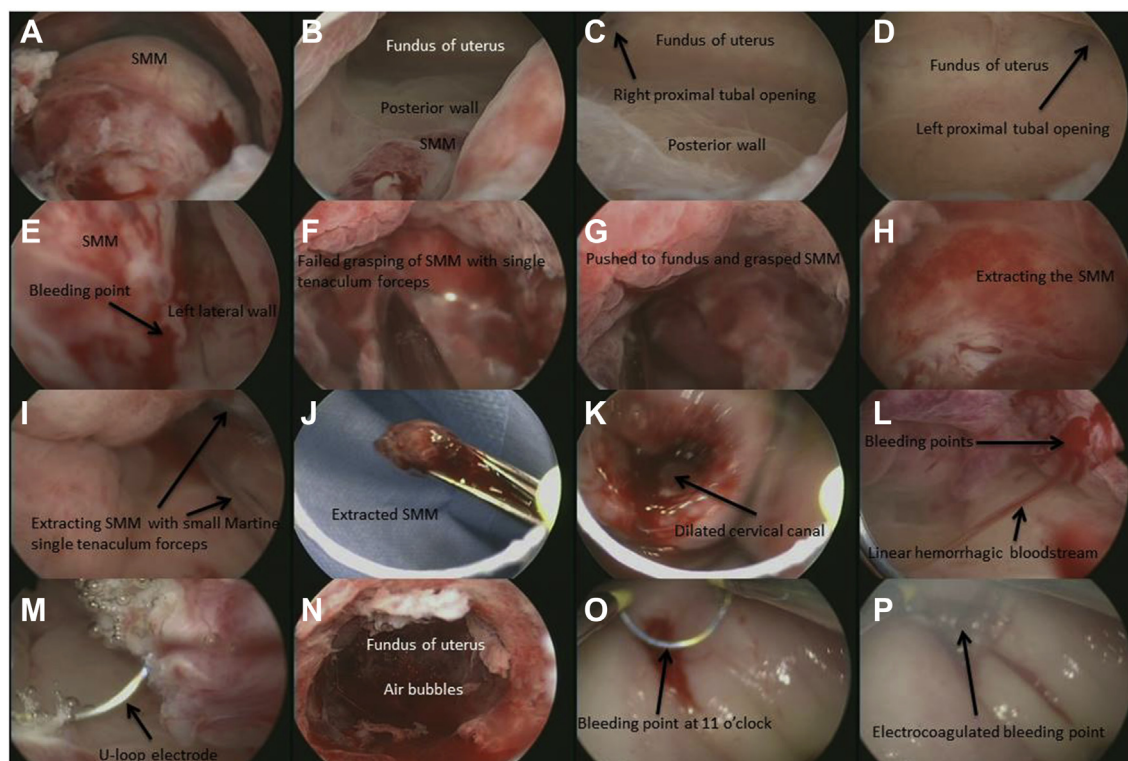 A
SMM
B
Fundus of uterus
Posterior wall
SMM
C
Fundus of uterus
Right proximal tubal opening
Posterior wall
D
Fundus of uterus
Left proximal tubal opening
E
SMM
Bleeding point
Left lateral wall
F
Failed grasping of SMM with single
tenaculum forceps
G
Pushed to fundus and grasped SMM
H
Extracting the SMM
I
Extracting SMM with small Martine
single tenaculum forceps
J
Extracted SMM
K
Dilated cervical canal
L
Bleeding points
Linear hemorrhagic bloodstream
M
U-loop electrode
N
Fundus of uterus
Air bubbles
O
Bleeding point at 11 o'clock
P
Electrocoagulated bleeding point